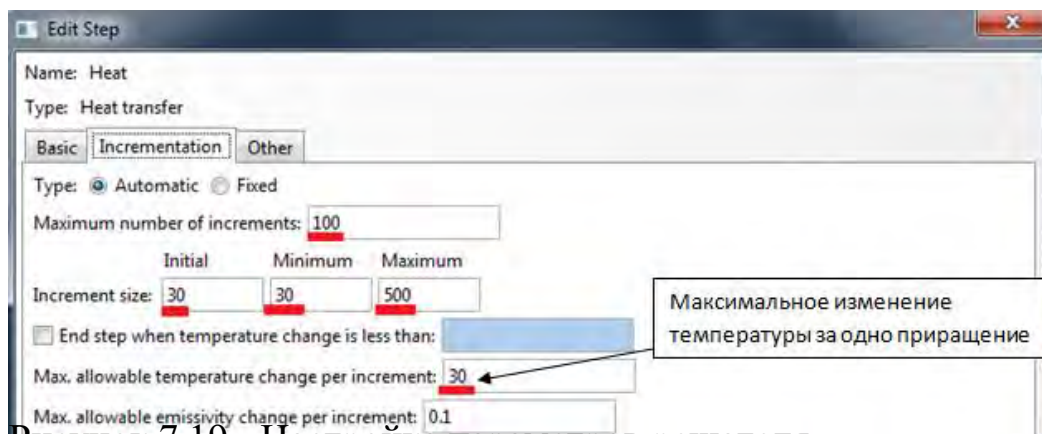 Edit Step
Name: Heat
Type: Heat transfer
Basic Incrementation Other
Type: Automatic Fixed
Maximum number of increments: 100
Initial Minimum Maximum
Increment size: 30 30 500
End step when temperature change is less than:
Max. allowable temperature change per increment: 30
Max. allowable emissivity change per increment: 0.1
Максимальное изменение
температуры за одно приращение